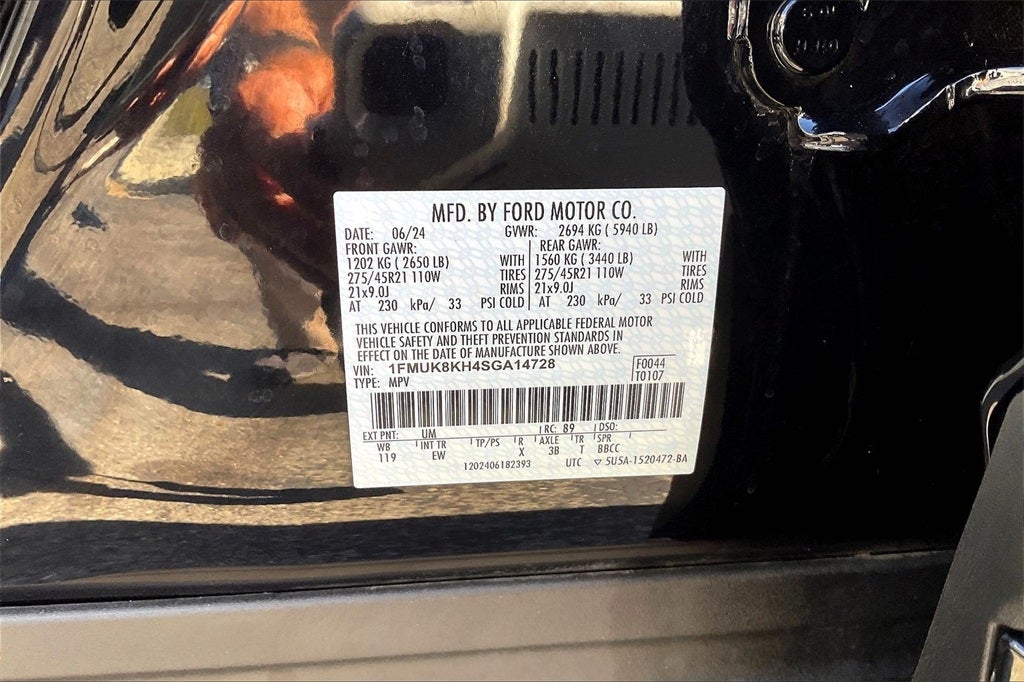 MFD. BY FORD MOTOR CO.
DATE: 06/24 GVWR: 2694 KG ( 5940 LB)
FRONT GAWR: REAR GAWR:
1202 KG ( 2650 LB) WITH 1560 KG ( 3440 LB) WITH
275/45R21 110W TIRES 275/45R21 110W TIRES
21x9.0J RIMS 21x9.0J RIMS
AT 230 kPa/ 33 PSI COLD AT 230 kPa/ 33 PSI COLD
THIS VEHICLE CONFORMS TO ALL APPLICABLE FEDERAL MOTOR
VEHICLE SAFETY AND THEFT PREVENTION STANDARDS IN
EFFECT ON THE DATE OF MANUFACTURE SHOWN ABOVE.
VIN: 1FMUK8KH4SGA14728 F0044
TYPE: MPV T0107
EXT PNT: UM RC: 89 DSO:
WB INT TR TP/PS R AXLE TR SPR
119 EW X 3B T BBCC
1202406182393 UTC ▽ 5U5A-1520472-BA